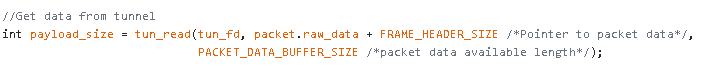 //Get data from tunnel
int payload_size = tun_read(tun_fd, packet.raw_data + FRAME_HEADER_SIZE /*Pointer to packet data*/,
PACKET_DATA_BUFFER_SIZE /*packet data available length*/);